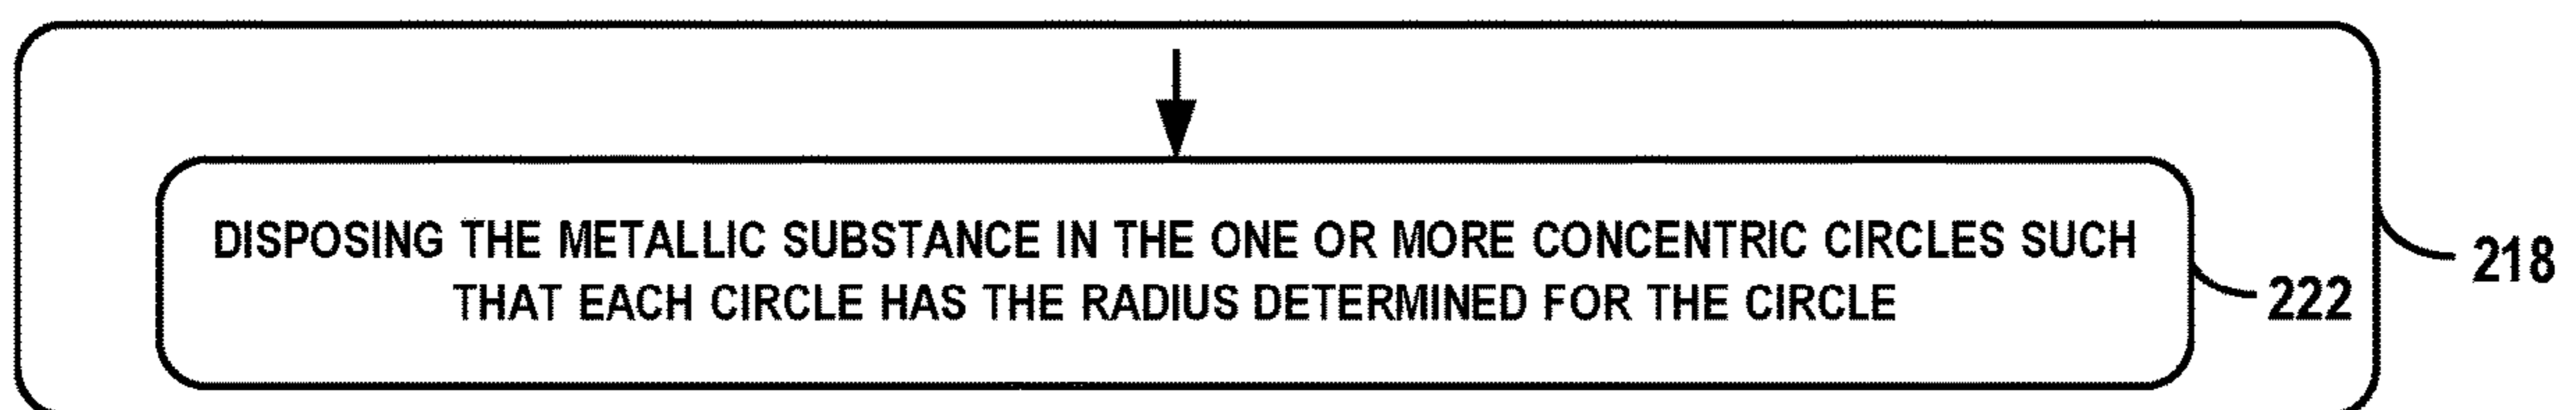 DISPOSING THE METALLIC SUBSTANCE IN THE ONE OR MORE CONCENTRIC CIRCLES SUCH
THAT EACH CIRCLE HAS THE RADIUS DETERMINED FOR THE CIRCLE
222
218